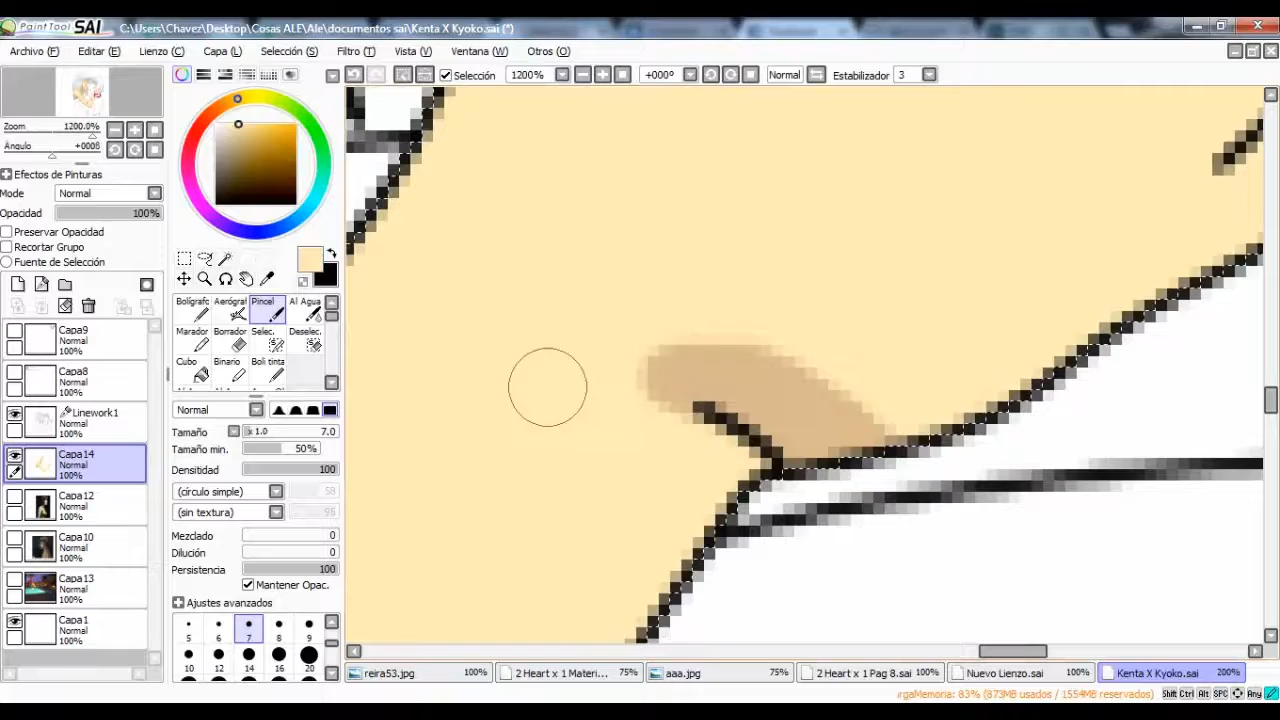 PaintTool SAI C:\Users\Chavez\Desktop\Cosas ALE\Ale\documentos sai\Kenta X Kyoko.sai (*)
Archivo (F) Editar (E) Lienzo (C) Capa (L) Selección (S) Filtro (T) Vista (V) Ventana (W) Otros (O)
Selección 1200% +000º Normal Estabilizador 3
Zoom 1200.0%
Ángulo +000ß
Efectos de Pinturas
Mode Normal
Opacidad 100%
Preservar Opacidad
Recortar Grupo
Fuente de Selección
Capa9
Normal
100%
Capa8
Normal
100%
Linework1
Normal
100%
Capa14
Normal
100%
Capa12
Normal
100%
Capa10
Normal
100%
Capa13
Normal
100%
Capa1
Normal
100%
Bolígrafo Aerógraf Pincel Al Agua
Marador Borrador Selec. Deselec.
Cubo Binario Boli tinta
Normal
Tamaño x 1.0 7.0
Tamaño min. 50%
Densitidad 100
(círculo simple) 58
(sin textura) 95
Mezclado 0
Dilución 0
Persistencia 100
Mantener Opac.
Ajustes avanzados
5 6 7 8 9
10 12 14 16 20
reira53.jpg 100% 2 Heart x 1 Materi... 75% aaa.jpg 75% 2 Heart x 1 Pag 8.sai 100% Nuevo Lienzo.sai 100% Kenta X Kyoko.sai 200%
rgaMemoria: 83% (873MB usados / 1554MB reservados) Shift Ctrl Alt SPC Any